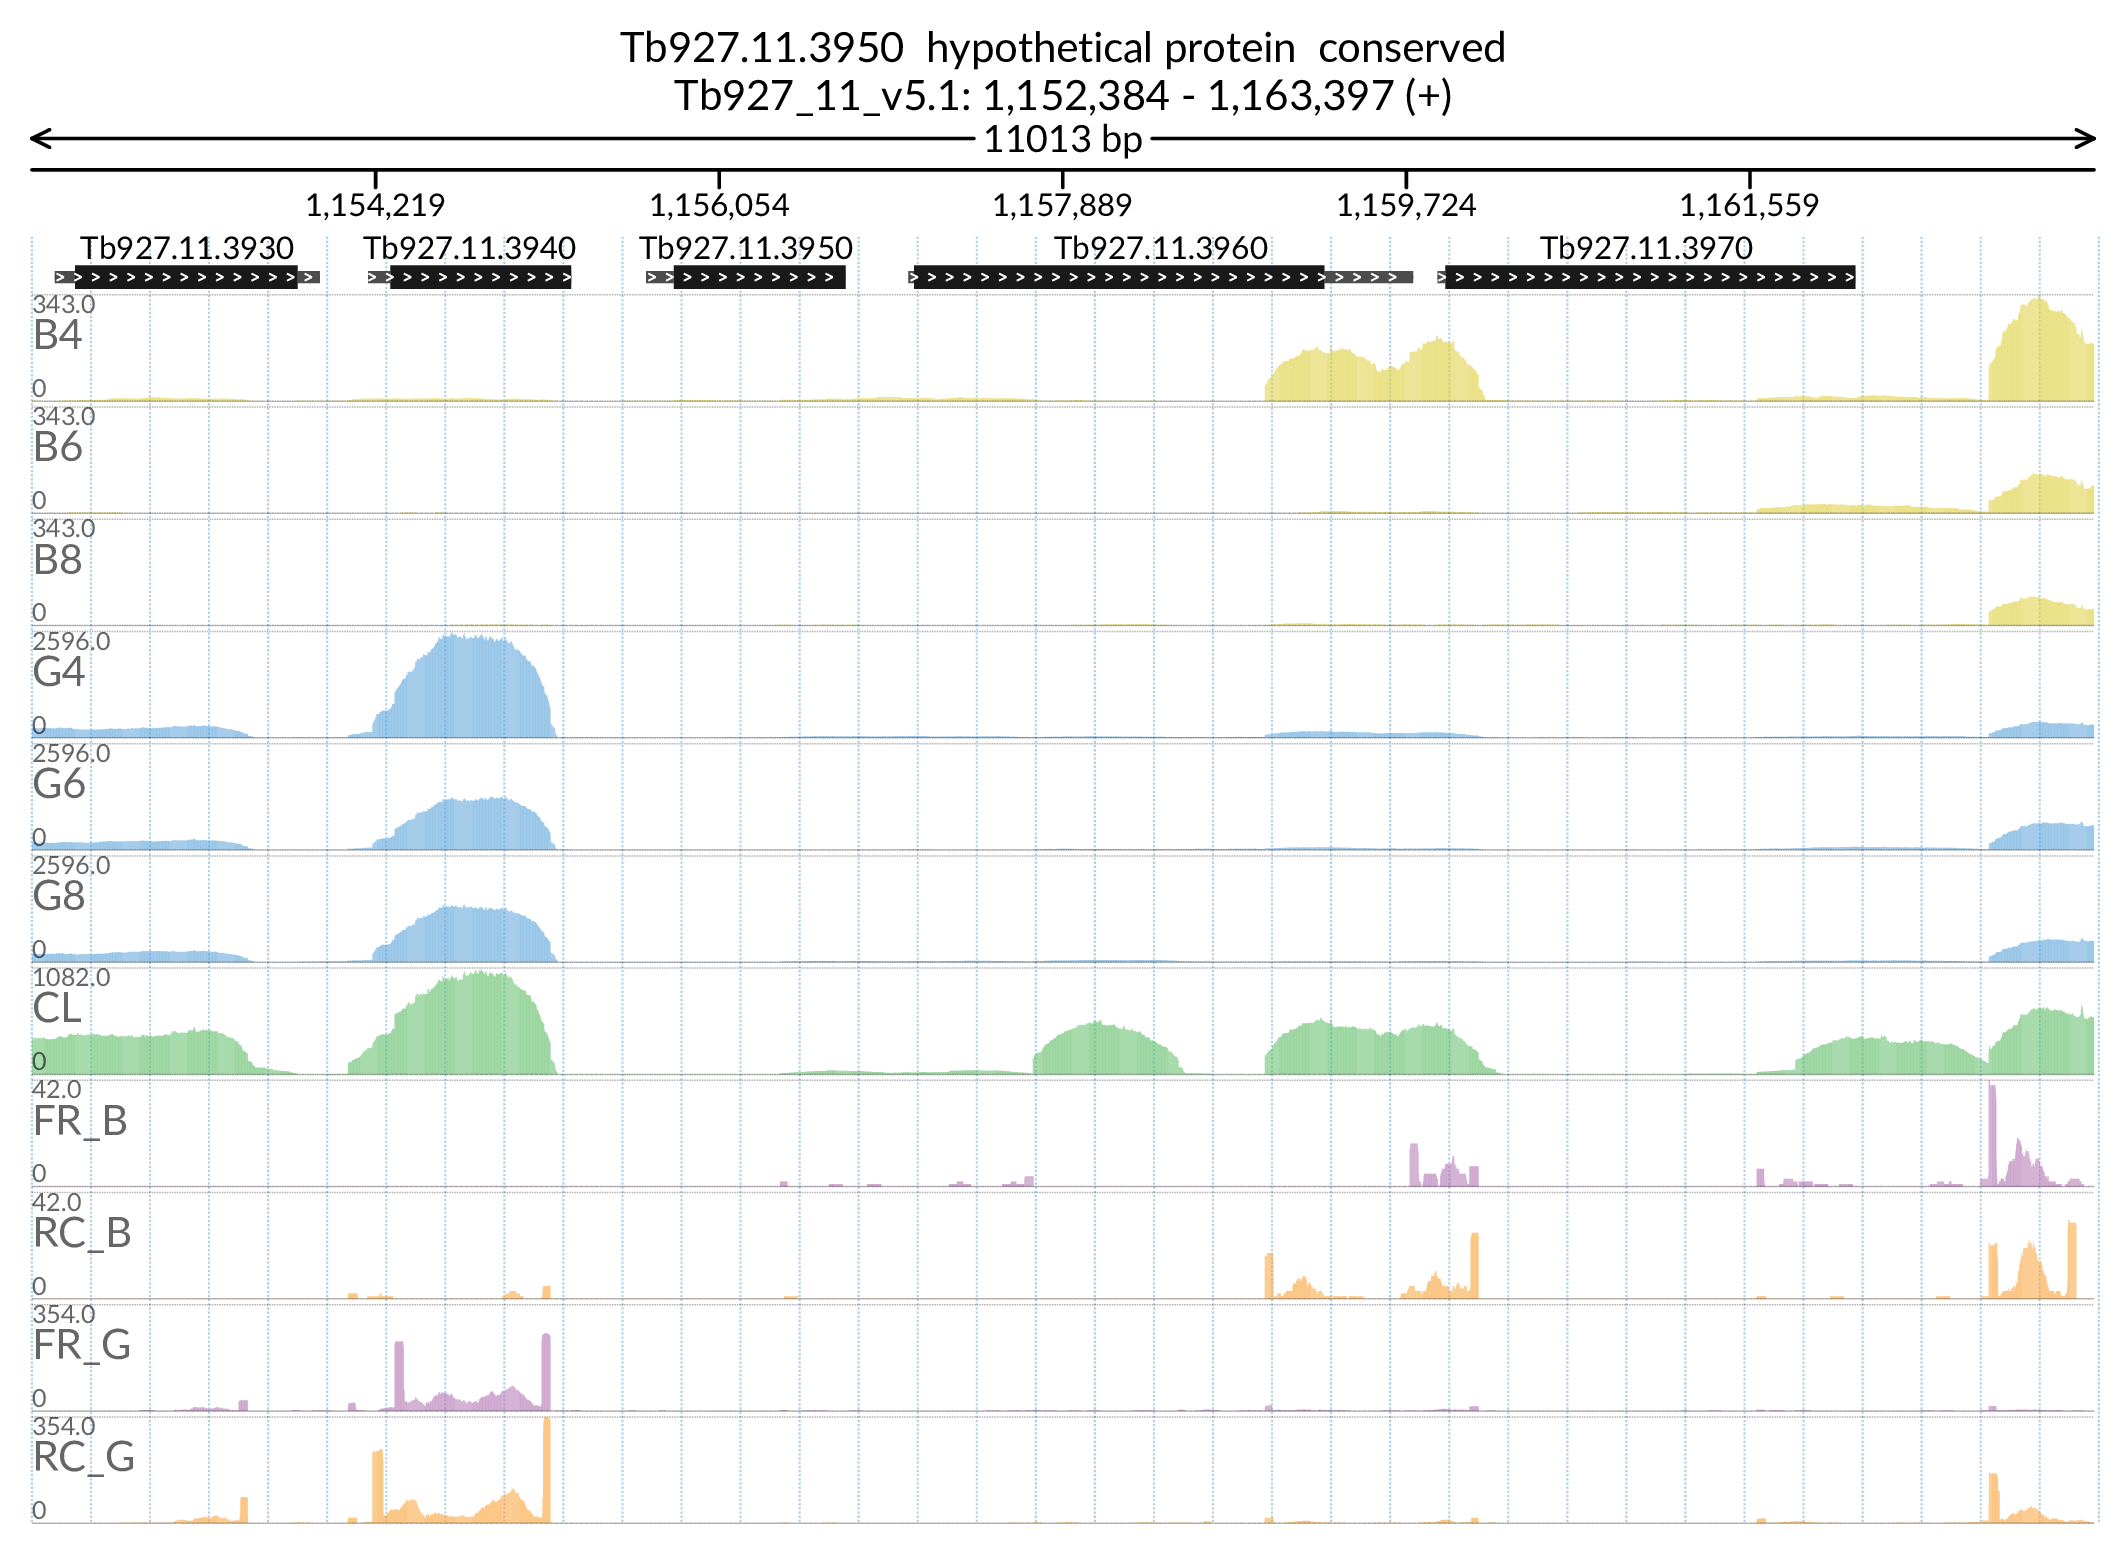 Tb927.11.3950 hypothetical protein conserved
Tb927_11_v5.1: 1,152,384 - 1,163,397 (+)
11013 bp
1,154,219 1,156,054 1,157,889 1,159,724 1,161,559
Tb927.11.3930 Tb927.11.3940 Tb927.11.3950 Tb927.11.3960 Tb927.11.3970
343.0
B4
0
343.0
B6
0
343.0
B8
0
2596.0
G4
0
2596.0
G6
0
2596.0
G8
0
1082.0
CL
0
42.0
FR_B
0
42.0
RC_B
0
354.0
FR_G
0
354.0
RC_G
0